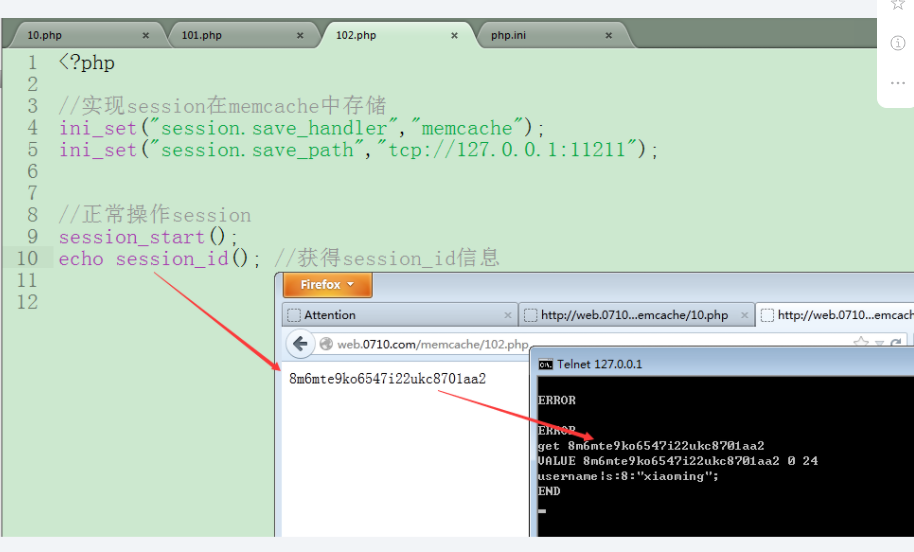 10.php × 101.php × 102.php × php.ini ×
1 <?php
2
3 //实现session在memcache中存储
4 ini_set("session.save_handler","memcache");
5 ini_set("session.save_path","tcp://127.0.0.1:11211");
6
7
8 //正常操作session
9 session_start();
10 echo session_id(); //获得session_id信息
11
12
Firefox
Attention × http://web.0710...emcache/10.php × http://web.0710...emcach
web.0710.com/memcache/102.php
8m6mte9ko6547i22ukc8701aa2
Telnet 127.0.0.1
ERROR
ERROR
get 8m6mte9ko6547i22ukc8701aa2
VALUE 8m6mte9ko6547i22ukc8701aa2 0 24
username|s:8:"xiaoming";
END